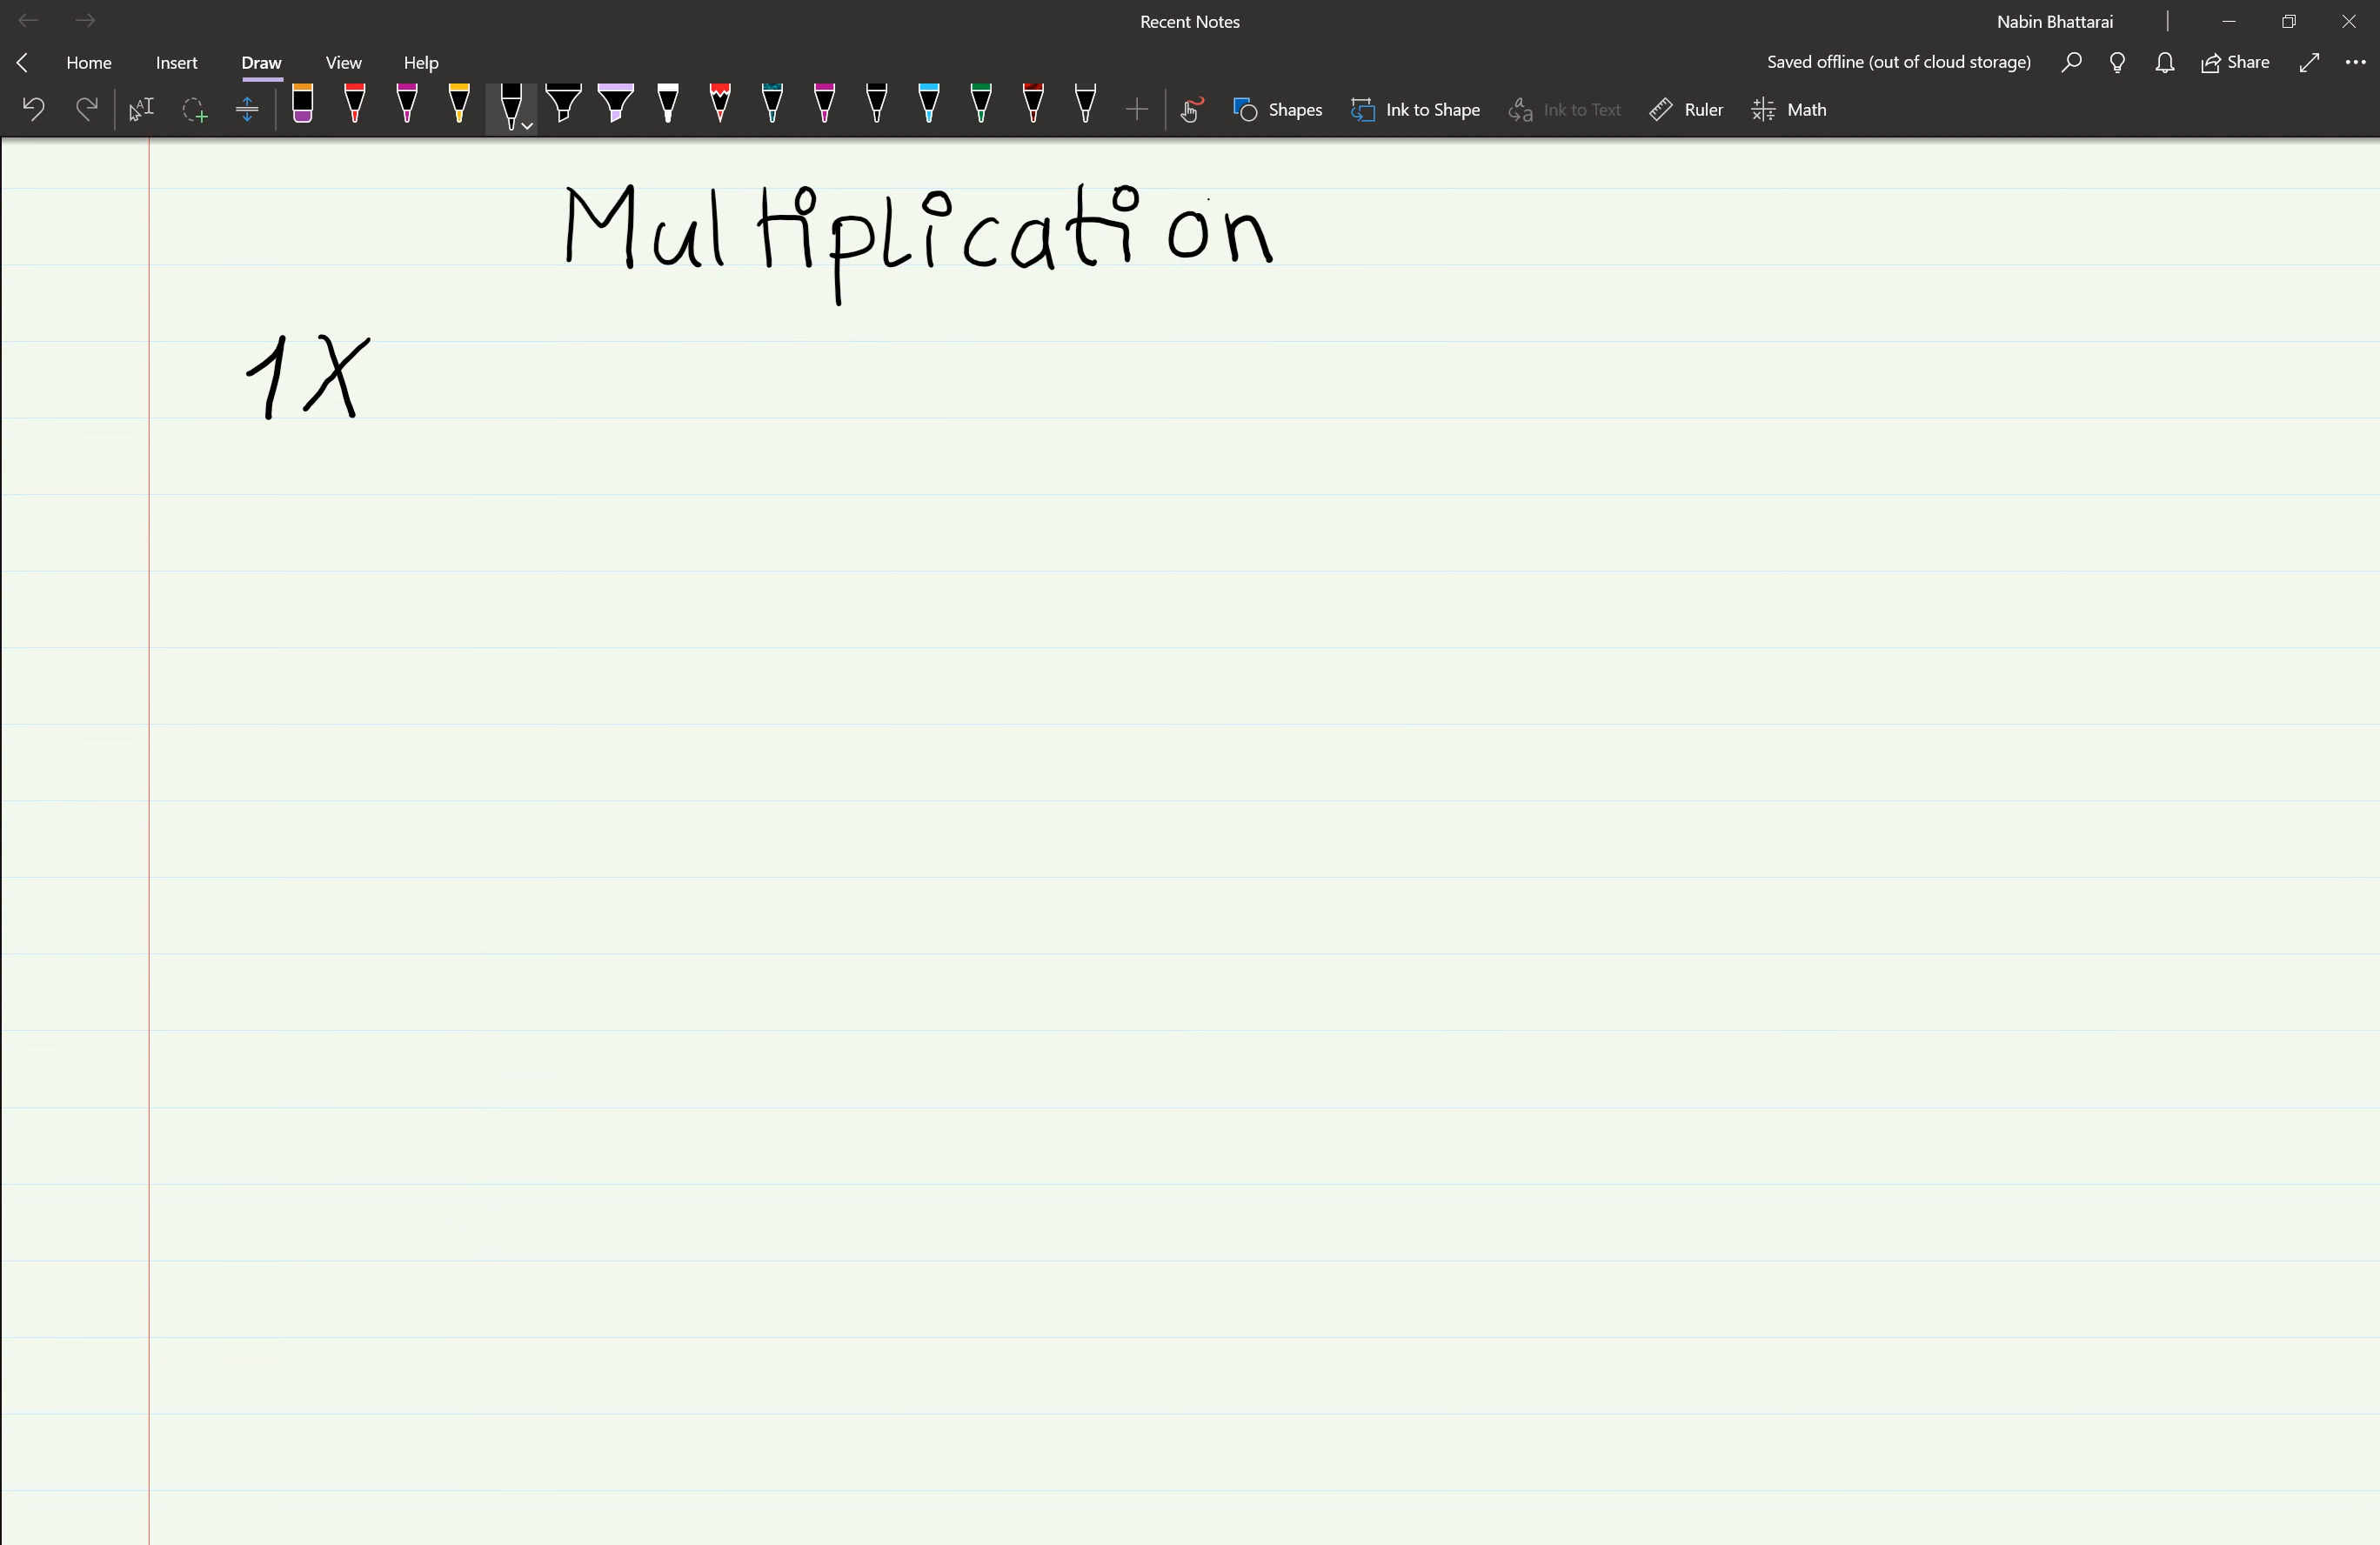 Recent Notes
Nabin Bhattarai
Home Insert Draw View Help
Saved offline (out of cloud storage)
Share
Shapes Ink to Shape Ink to Text Ruler Math
Multiplication
1X